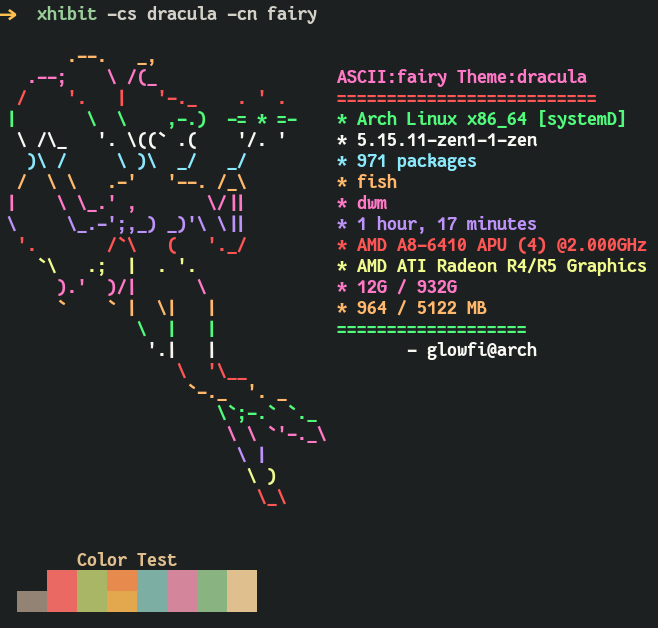 ➔ xhibit -cs dracula -cn fairy
ASCII:fairy Theme:dracula
==========================
* Arch Linux x86_64 [systemD]
* 5.15.11-zen1-1-zen
* 971 packages
* fish
* dwm
* 1 hour, 17 minutes
* AMD A8-6410 APU (4) @2.000GHz
* AMD ATI Radeon R4/R5 Graphics
* 12G / 932G
* 964 / 5122 MB
===================
- glowfi@arch
Color Test